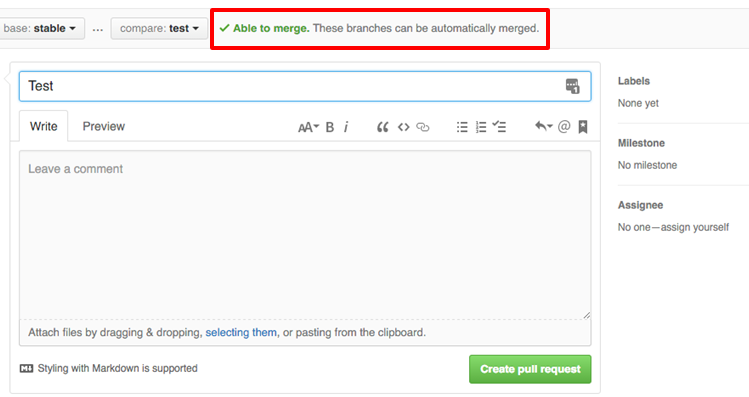 base: stable ... compare: test ✓ Able to merge. These branches can be automatically merged.
Test
1
Write Preview AA B i @
Leave a comment
Attach files by dragging & dropping, selecting them, or pasting from the clipboard.
Styling with Markdown is supported
Create pull request
Labels
None yet
Milestone
No milestone
Assignee
No one—assign yourself